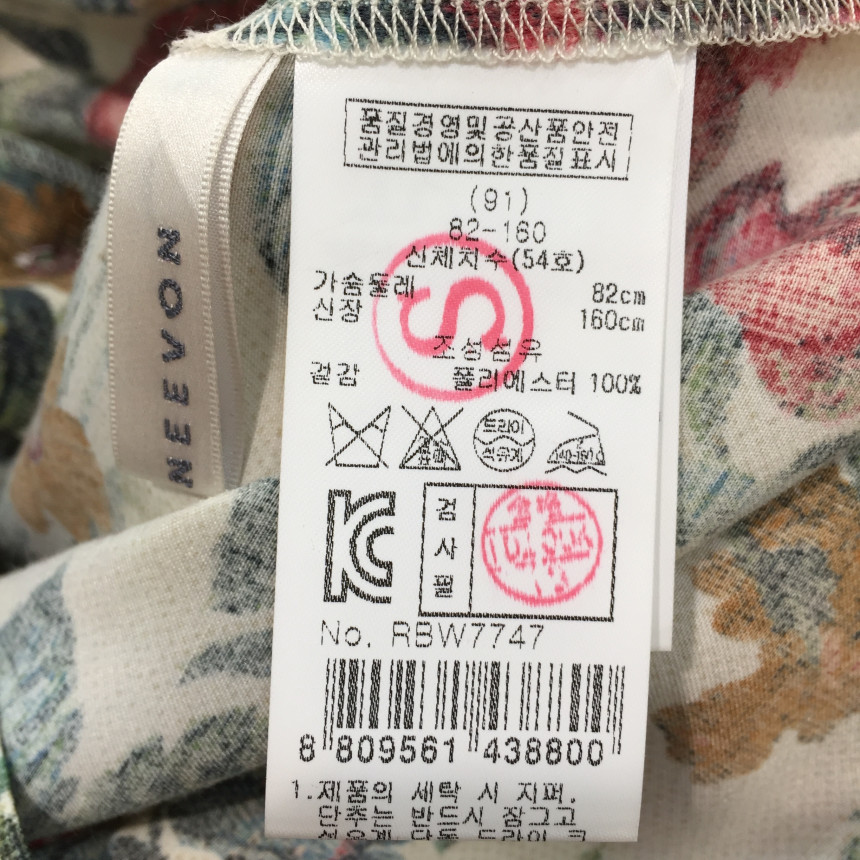 NEEVON
품질경영및공산품안전
관리법에의한품질표시
(91)
82-160
신체치수(54호)
가슴둘레 82cm
신장 160cm
조성섬유
겉감 폴리에스터 100%
드라이
석유계
검
사
필
No. RBW7747
8 809561 438800
1.제품의 세탁 시 지퍼,
단추는 반드시 잠그고